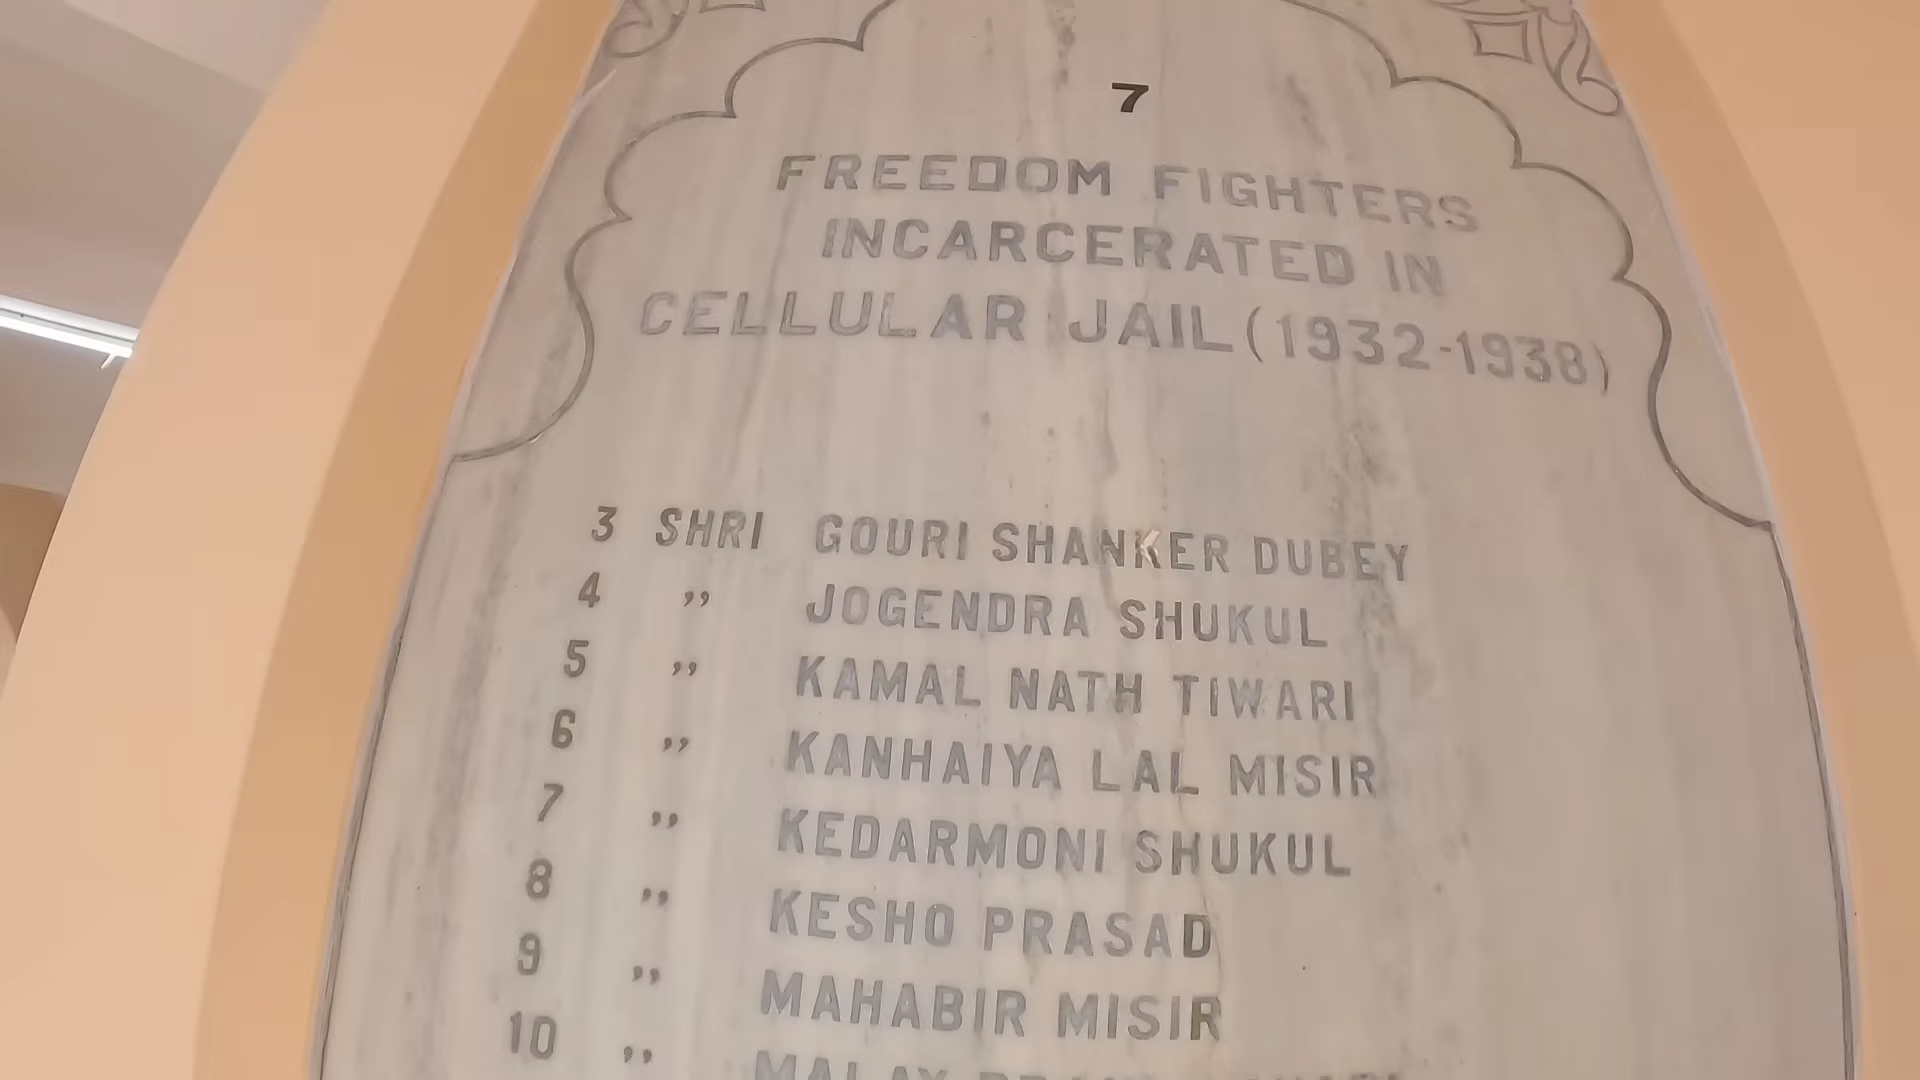 7
FREEDOM FIGHTERS
INCARCERATED IN
CELLULAR JAIL (1932-1938)
3 SHRI GOURI SHANKER DUBEY
4 ,, JOGENDRA SHUKUL
5 ,, KAMAL NATH TIWARI
6 ,, KANHAIYA LAL MISIR
7 ,, KEDARMONI SHUKUL
8 ,, KESHO PRASAD
9 ,, MAHABIR MISIR
10 ,,